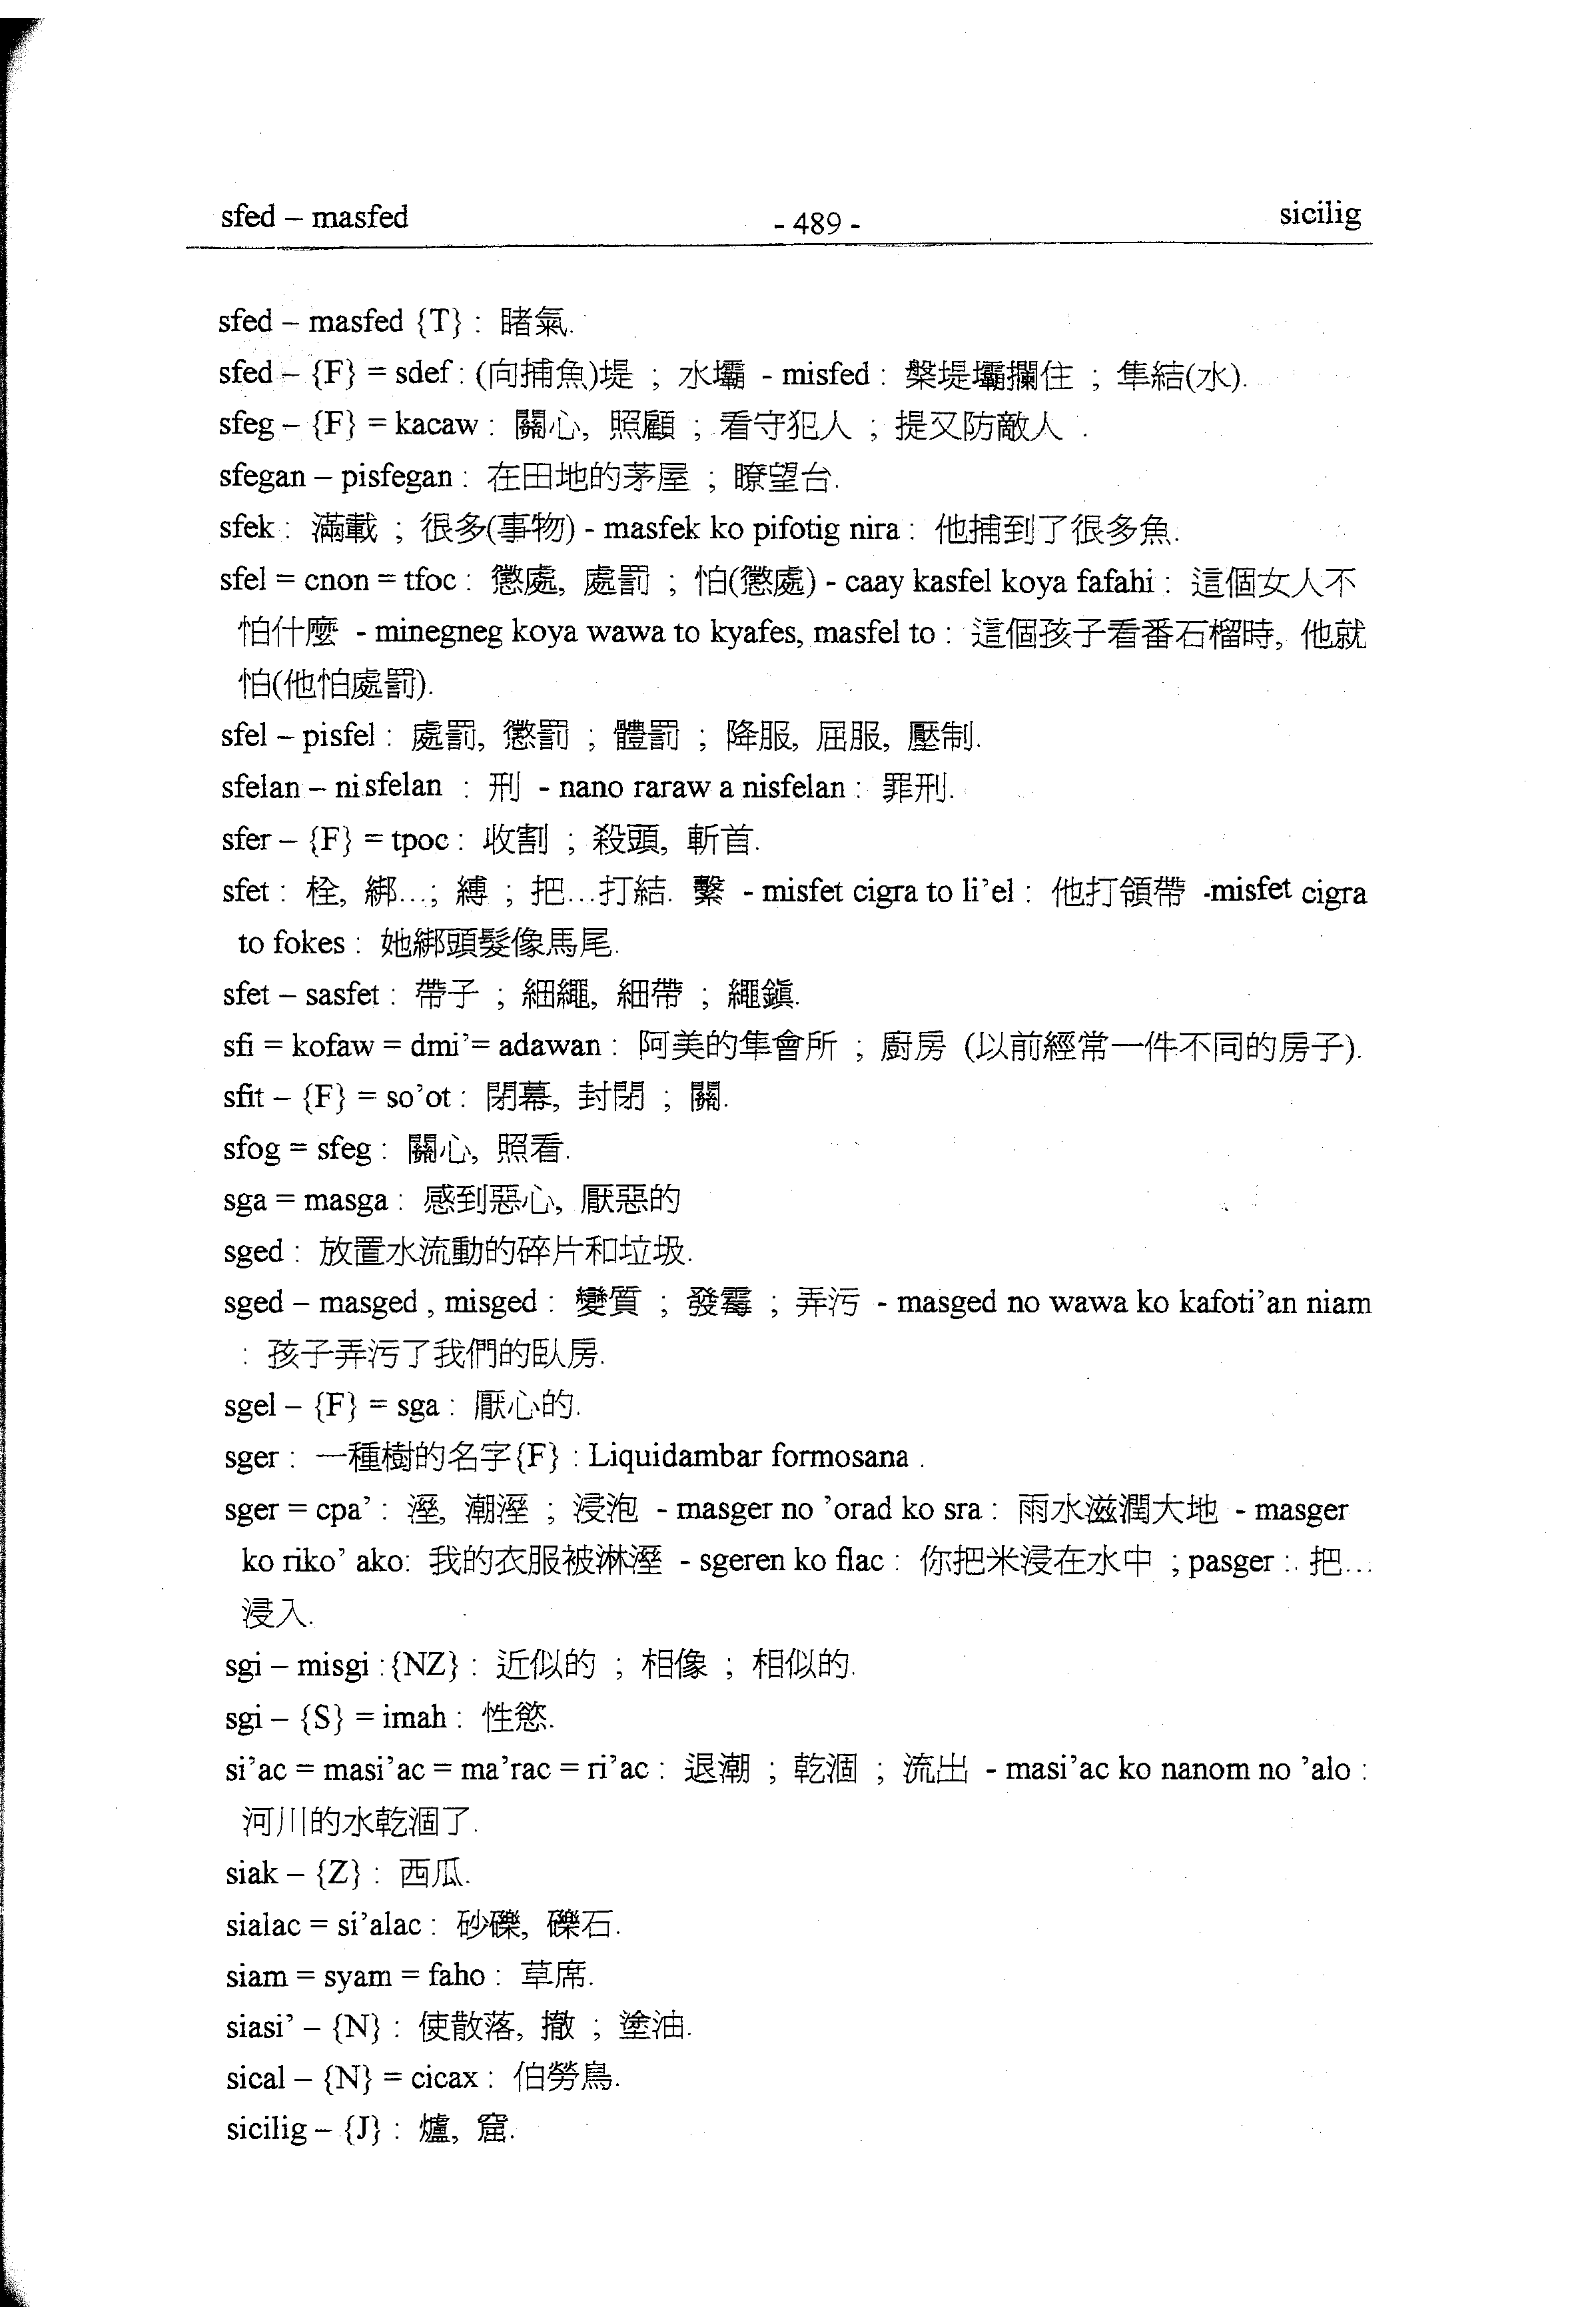 sfed – masfed - 489 - sicilig
sfed – masfed {T} : 賭氣.
sfed – {F} = sdef : (向捕魚)堤 ; 水壩 - misfed : 槃堤壩攔住 ; 隼結(水).
sfeg – {F} = kacaw : 關心, 照顧 ; 看守犯人 ; 提又防敵人 .
sfegan – pisfegan : 在田地的茅屋 ; 瞭望台.
sfek : 滿載 ; 很多(事物) - masfek ko pifotig nira : 他捕到了很多魚.
sfel = cnon = tfoc : 懲處, 處罰 ; 怕(懲處) - caay kasfel koya fafahi : 這個女人不
怕什麼 - minegneg koya wawa to kyafes, masfel to : 這個孩子看番石榴時, 他就
怕(他怕處罰).
sfel – pisfel : 處罰, 懲罰 ; 體罰 ; 降服, 屈服, 壓制.
sfelan – nisfelan : 刑 - nano raraw a nisfelan : 罪刑.
sfer – {F} = tpoc : 收割 ; 殺頭, 斬首.
sfet : 栓, 綁...; 縛 ; 把...打結. 繫 - misfet cigra to li’el : 他打領帶 -misfet cigra
to fokes : 她綁頭髮像馬尾.
sfet – sasfet : 帶子 ; 細繩, 細帶 ; 繩鎮.
sfi = kofaw = dmi’= adawan : 阿美的隼會所 ; 廚房 (以前經常一件不同的房子).
sfit – {F} = so’ot : 閉幕, 封閉 ; 關.
sfog = sfeg : 關心, 照看.
sga = masga : 感到惡心, 厭惡的
sged : 放置水流動的碎片和垃圾.
sged – masged , misged : 變質 ; 發霉 ; 弄污 - masged no wawa ko kafoti’an niam
: 孩子弄污了我們的臥房.
sgel – {F} = sga : 厭心的.
sger : 一種樹的名字{F} : Liquidambar formosana .
sger = cpa’ : 溼, 潮溼 ; 浸泡 - masger no ’orad ko sra : 雨水滋潤大地 - masger
ko riko’ ako: 我的衣服被淋溼 - sgeren ko flac : 你把米浸在水中 ; pasger : 把...
浸入.
sgi – misgi :{NZ} : 近似的 ; 相像 ; 相似的.
sgi – {S} = imah : 性慾.
si’ac = masi’ac = ma’rac = ri’ac : 退潮 ; 乾涸 ; 流出 - masi’ac ko nanom no ’alo :
河川的水乾涸了.
siak – {Z} : 西瓜.
sialac = si’alac : 砂礫, 礫石.
siam = syam = faho : 草席.
siasi’ – {N} : 使散落, 撤 ; 塗油.
sical – {N} = cicax : 伯勞鳥.
sicilig – {J} : 爐, 窟.